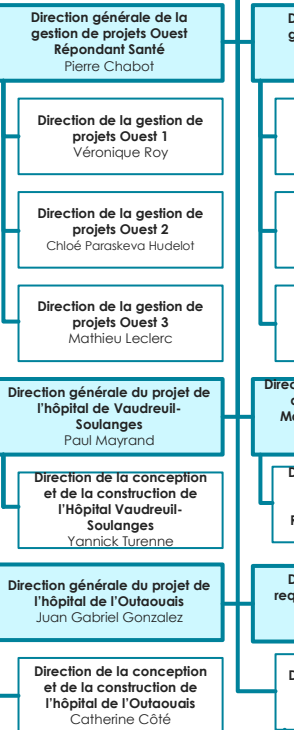 Direction générale de la
gestion de projets Ouest
Répondant Santé
Pierre Chabot
Direction de la gestion de
projets Ouest 1
Véronique Roy
Direction de la gestion de
projets Ouest 2
Chloé Paraskeva Hudelot
Direction de la gestion de
projets Ouest 3
Mathieu Leclerc
Direction générale du projet de
l'hôpital de Vaudreuil-
Soulanges
Paul Mayrand
Direction de la conception
et de la construction de
l'Hôpital Vaudreuil-
Soulanges
Yannick Turenne
Direction générale du projet de
l'hôpital de l'Outaouais
Juan Gabriel Gonzalez
Direction de la conception
et de la construction de
l'hôpital de l'Outaouais
Catherine Côté